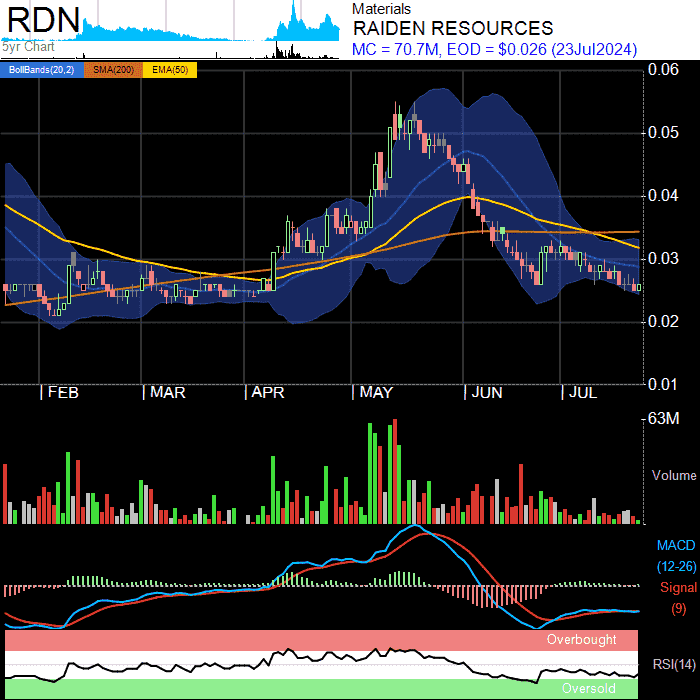 RDN
5yr Chart
Materials
RAIDEN RESOURCES
MC = 70.7M, EOD = $0.026 (23Jul2024)
BollBands(20,2) SMA(200) EMA(50)
0.06
0.05
0.04
0.03
0.02
0.01
FEB MAR APR MAY JUN JUL
63M
Volume
MACD
(12-26)
Signal
(9)
Overbought
RSI(14)
Oversold